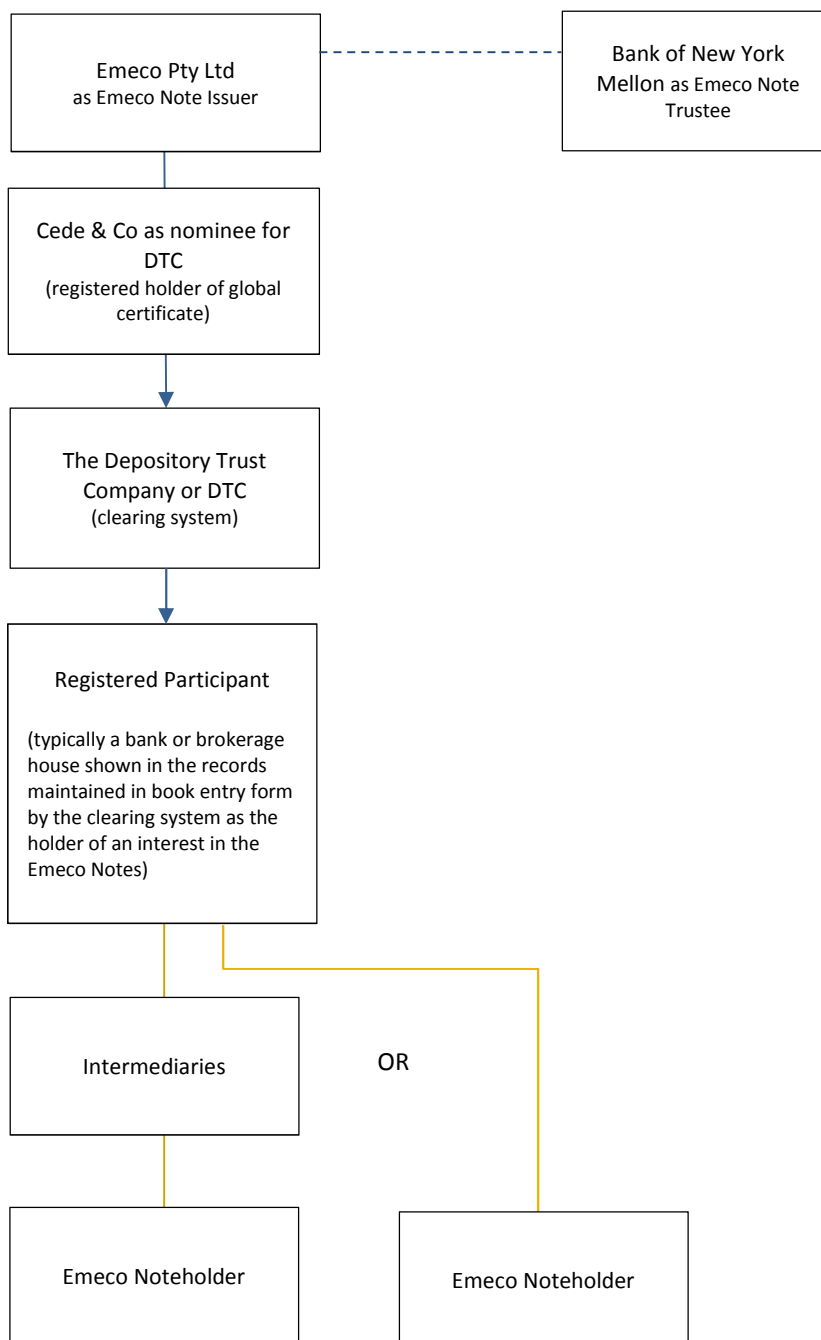 Emeco Pty Ltd
as Emeco Note Issuer
Bank of New York
Mellon as Emeco Note
Trustee
Cede & Co as nominee for
DTC
(registered holder of global
certificate)
The Depository Trust
Company or DTC
(clearing system)
Registered Participant
(typically a bank or brokerage
house shown in the records
maintained in book entry form
by the clearing system as the
holder of an interest in the
Emeco Notes)
Intermediaries
OR
Emeco Noteholder
Emeco Noteholder